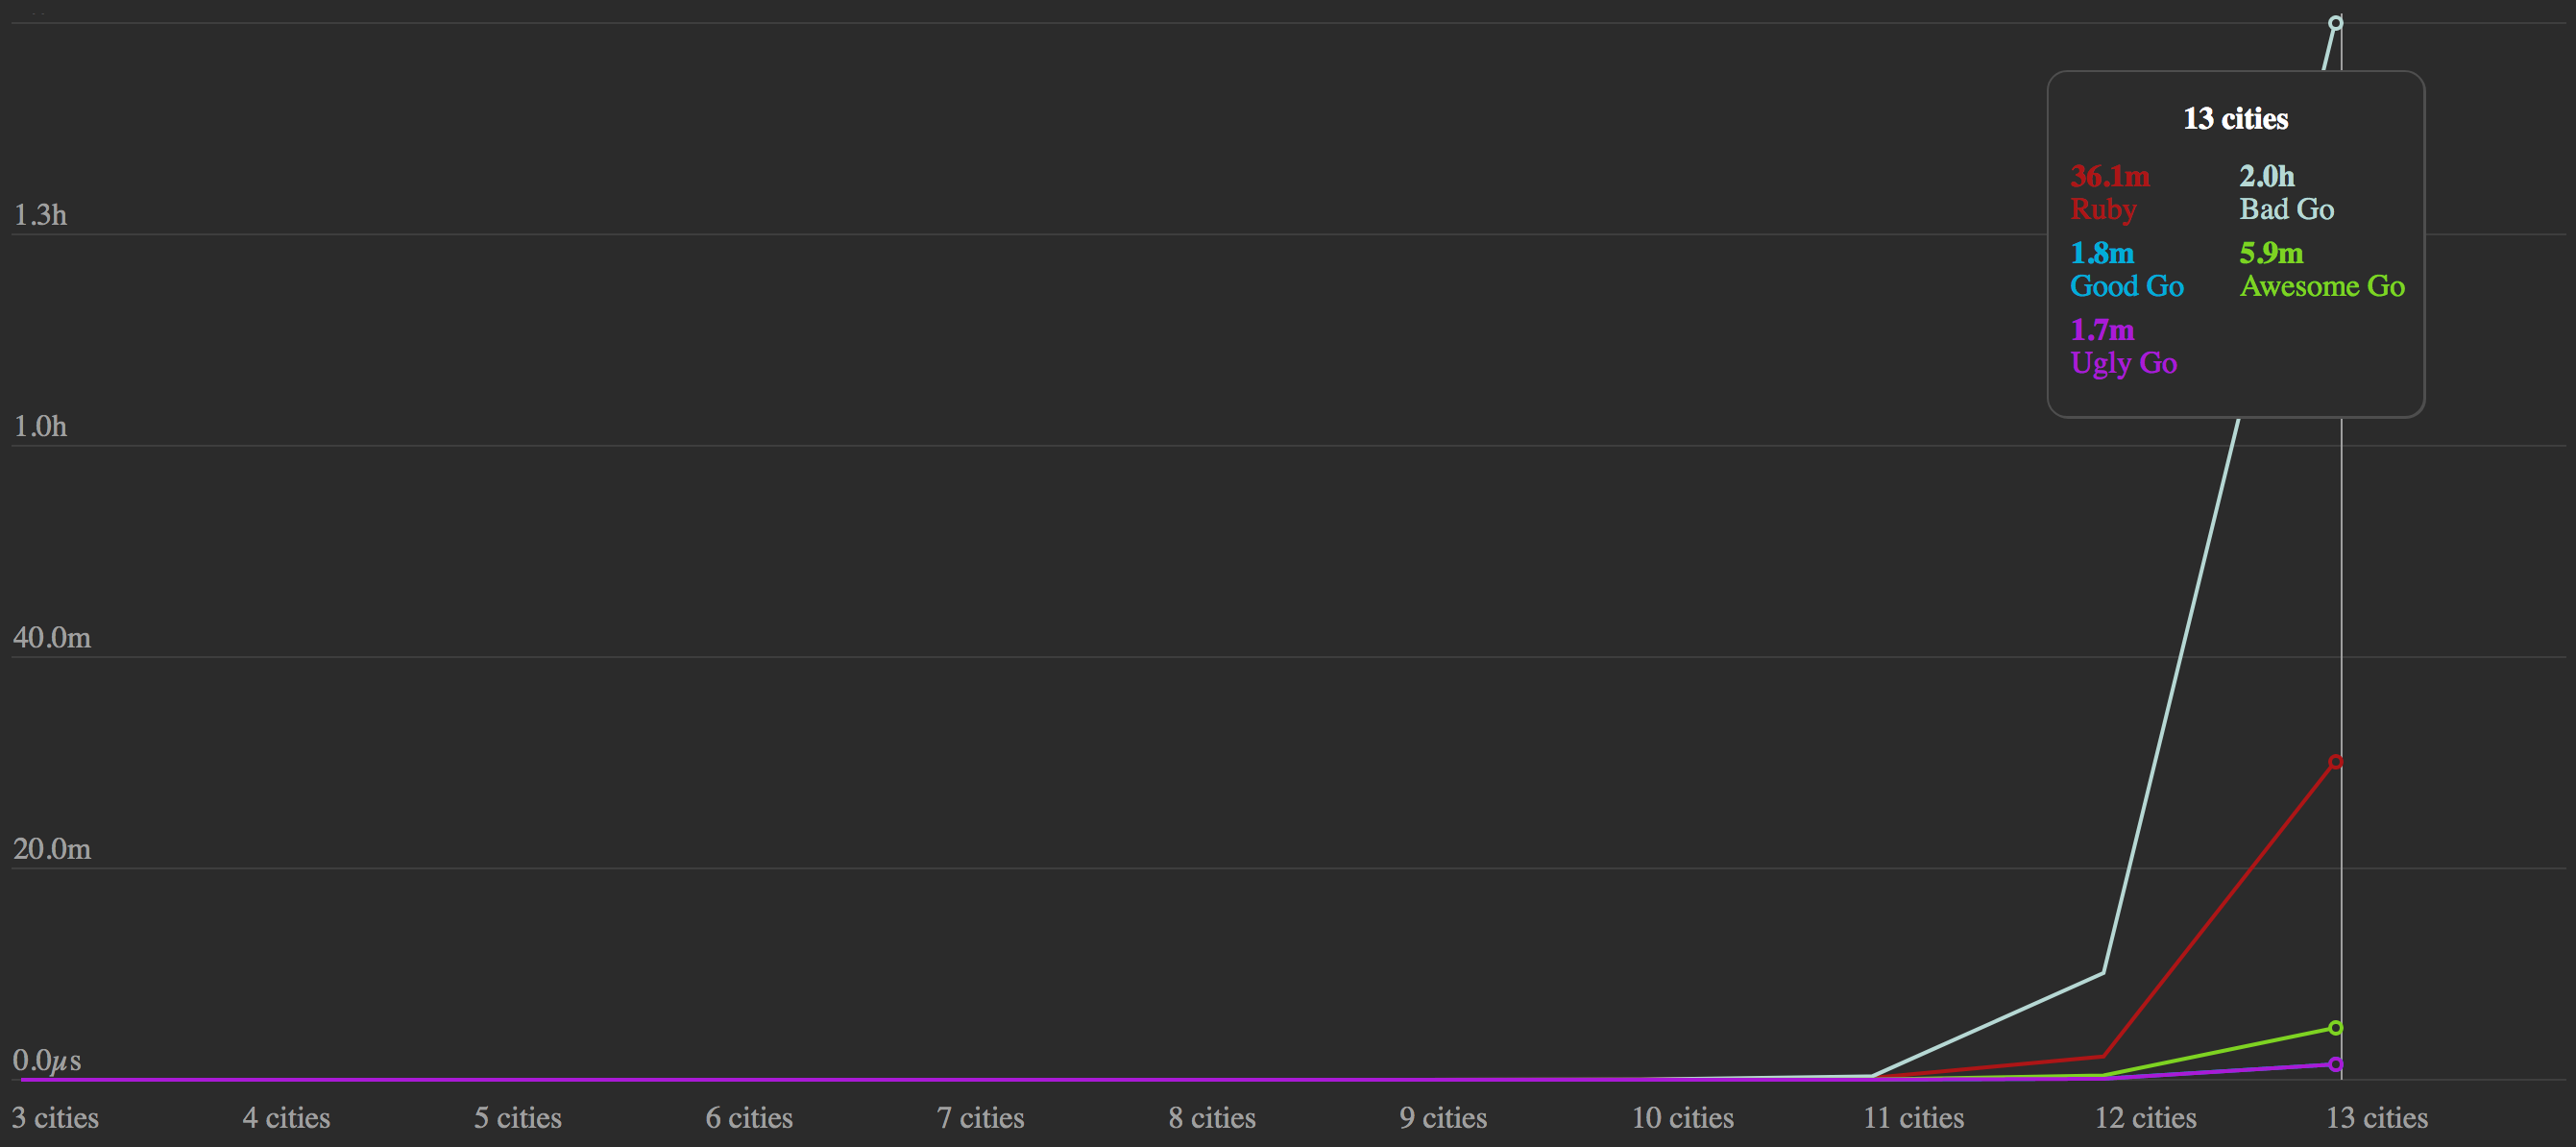 1.3h
1.0h
40.0m
20.0m
0.0μs
13 cities
36.1m 2.0h
Ruby Bad Go
1.8m 5.9m
Good Go Awesome Go
1.7m
Ugly Go
3 cities 4 cities 5 cities 6 cities 7 cities 8 cities 9 cities 10 cities 11 cities 12 cities 13 cities